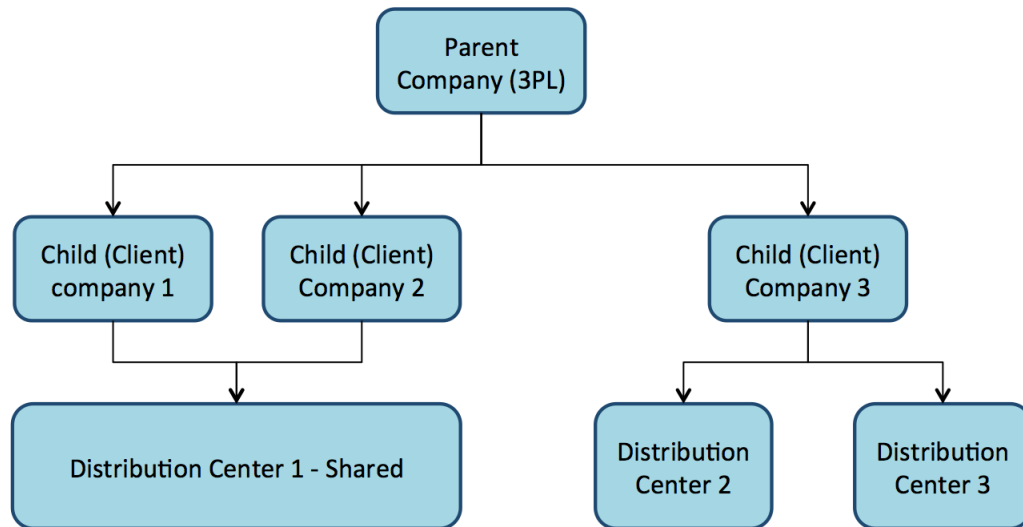 Parent
Company (3PL)
Child (Client)
company 1
Child (Client)
Company 2
Child (Client)
Company 3
Distribution Center 1 - Shared
Distribution
Center 2
Distribution
Center 3